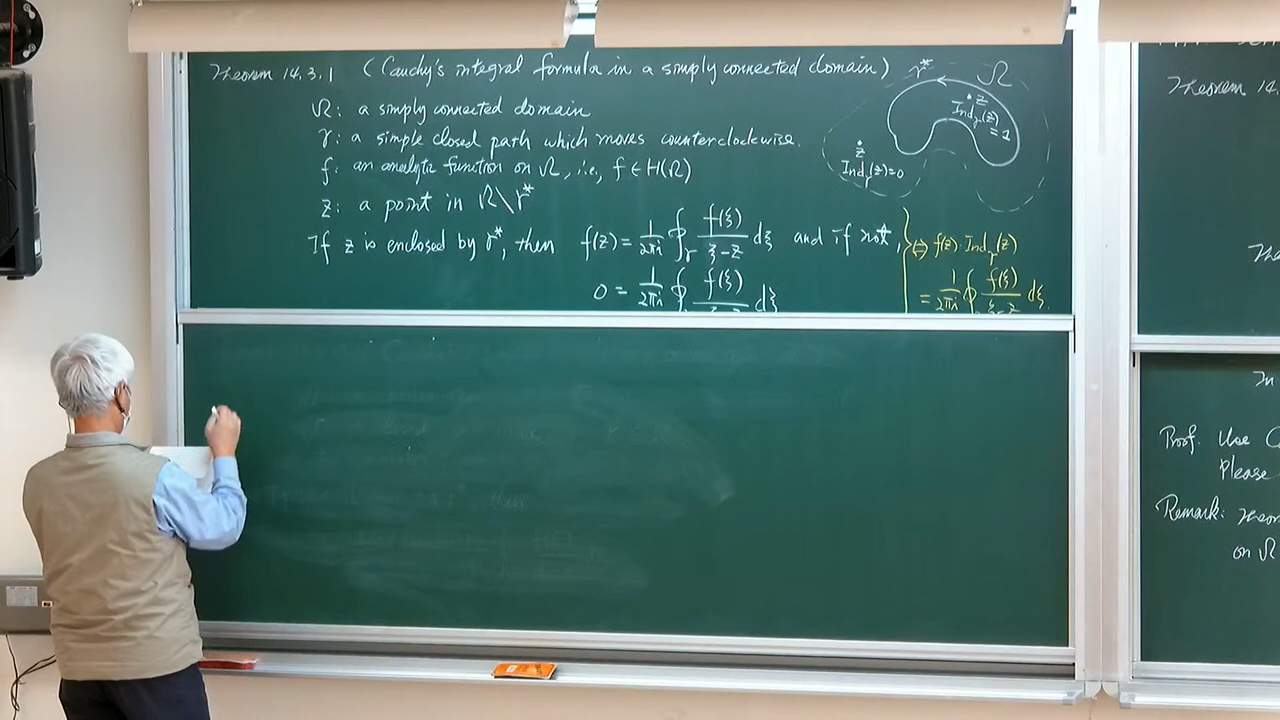 Theorem 14.3.1 (Cauchy's integral formula in a simply connected domain)
Ω: a simply connected domain
γ: a simple closed path which moves counterclockwise.
f: an analytic function on Ω, i.e., f ∈ H(Ω)
z: a point in Ω\γ*
If z is enclosed by γ*, then f(z) = 1/2πi ∮_γ f(ξ)/ξ-z dξ and if not,
0 = 1/2πi ∮ f(ξ)/ξ-z dξ
⇔ f(z)·Ind_γ(z)
= 1/2πi ∮ f(ξ)/ξ-z dξ.
γ* Ω
z
Ind_γ(z)
= 1
z
Ind_γ(z)=0
Theorem 14.
The
In
Proof. Use C
Please
Remark: Theor
on Ω